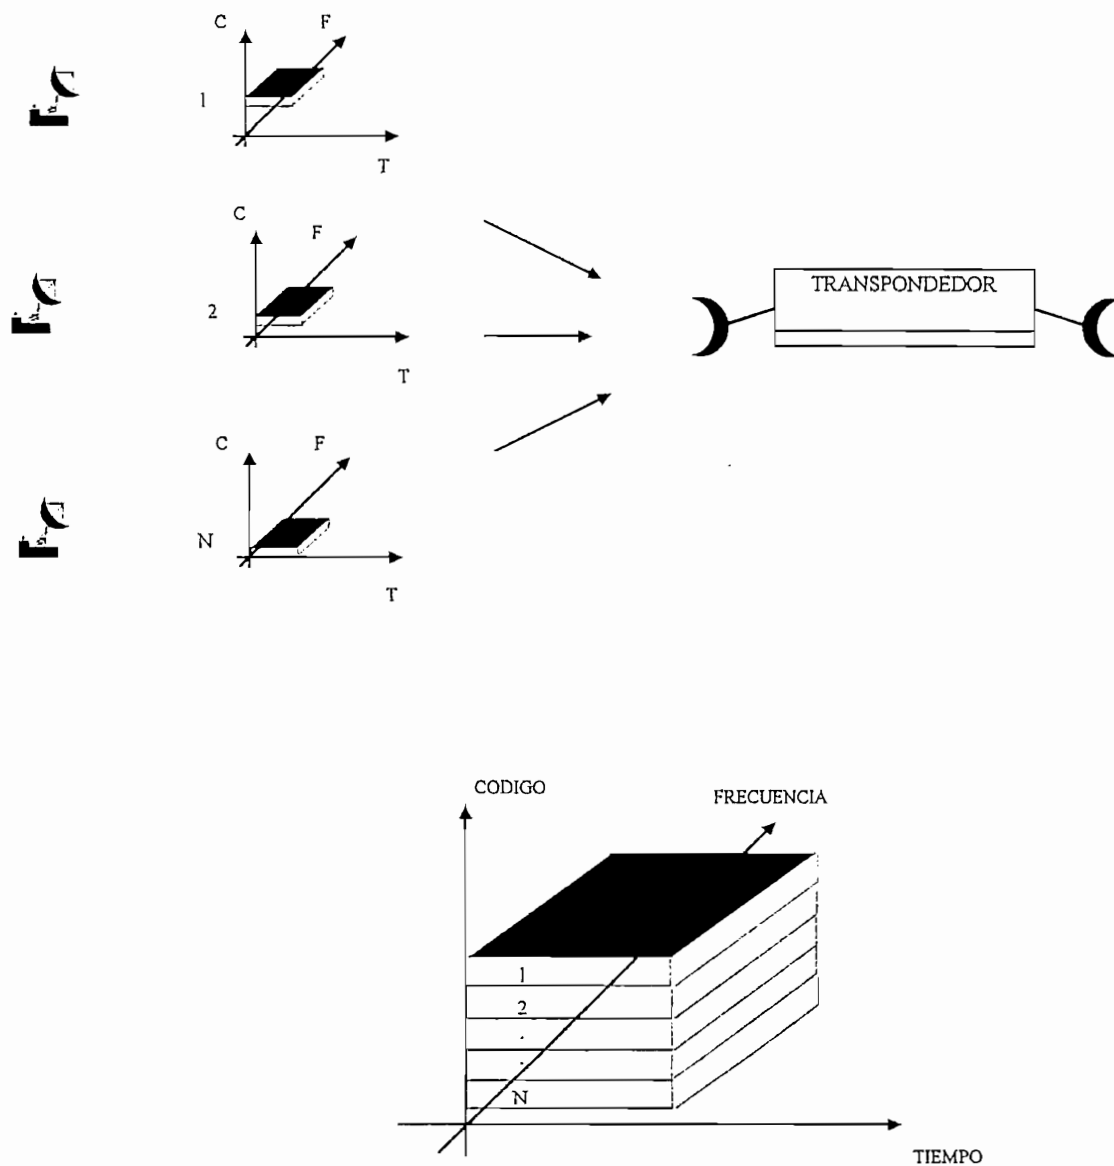 C F
1
T
C F
2
T
TRANSPONDEDOR
C F
N
T
CODIGO
FRECUENCIA
1
2
.
.
N
TIEMPO